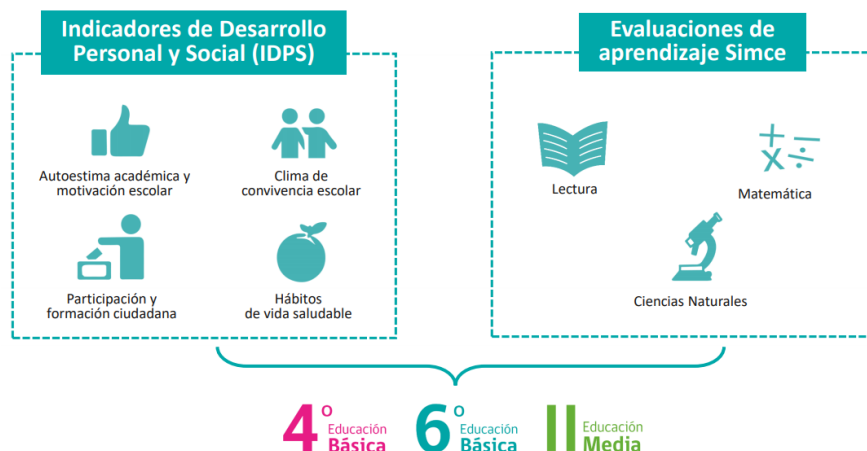 Indicadores de Desarrollo
Personal y Social (IDPS)
Autoestima académica y
motivación escolar
Clima de
convivencia escolar
Participación y
formación ciudadana
Hábitos
de vida saludable
Evaluaciones de
aprendizaje Simce
Lectura
Matemática
Ciencias Naturales
4° Educación
Básica
6° Educación
Básica
II Educación
Media